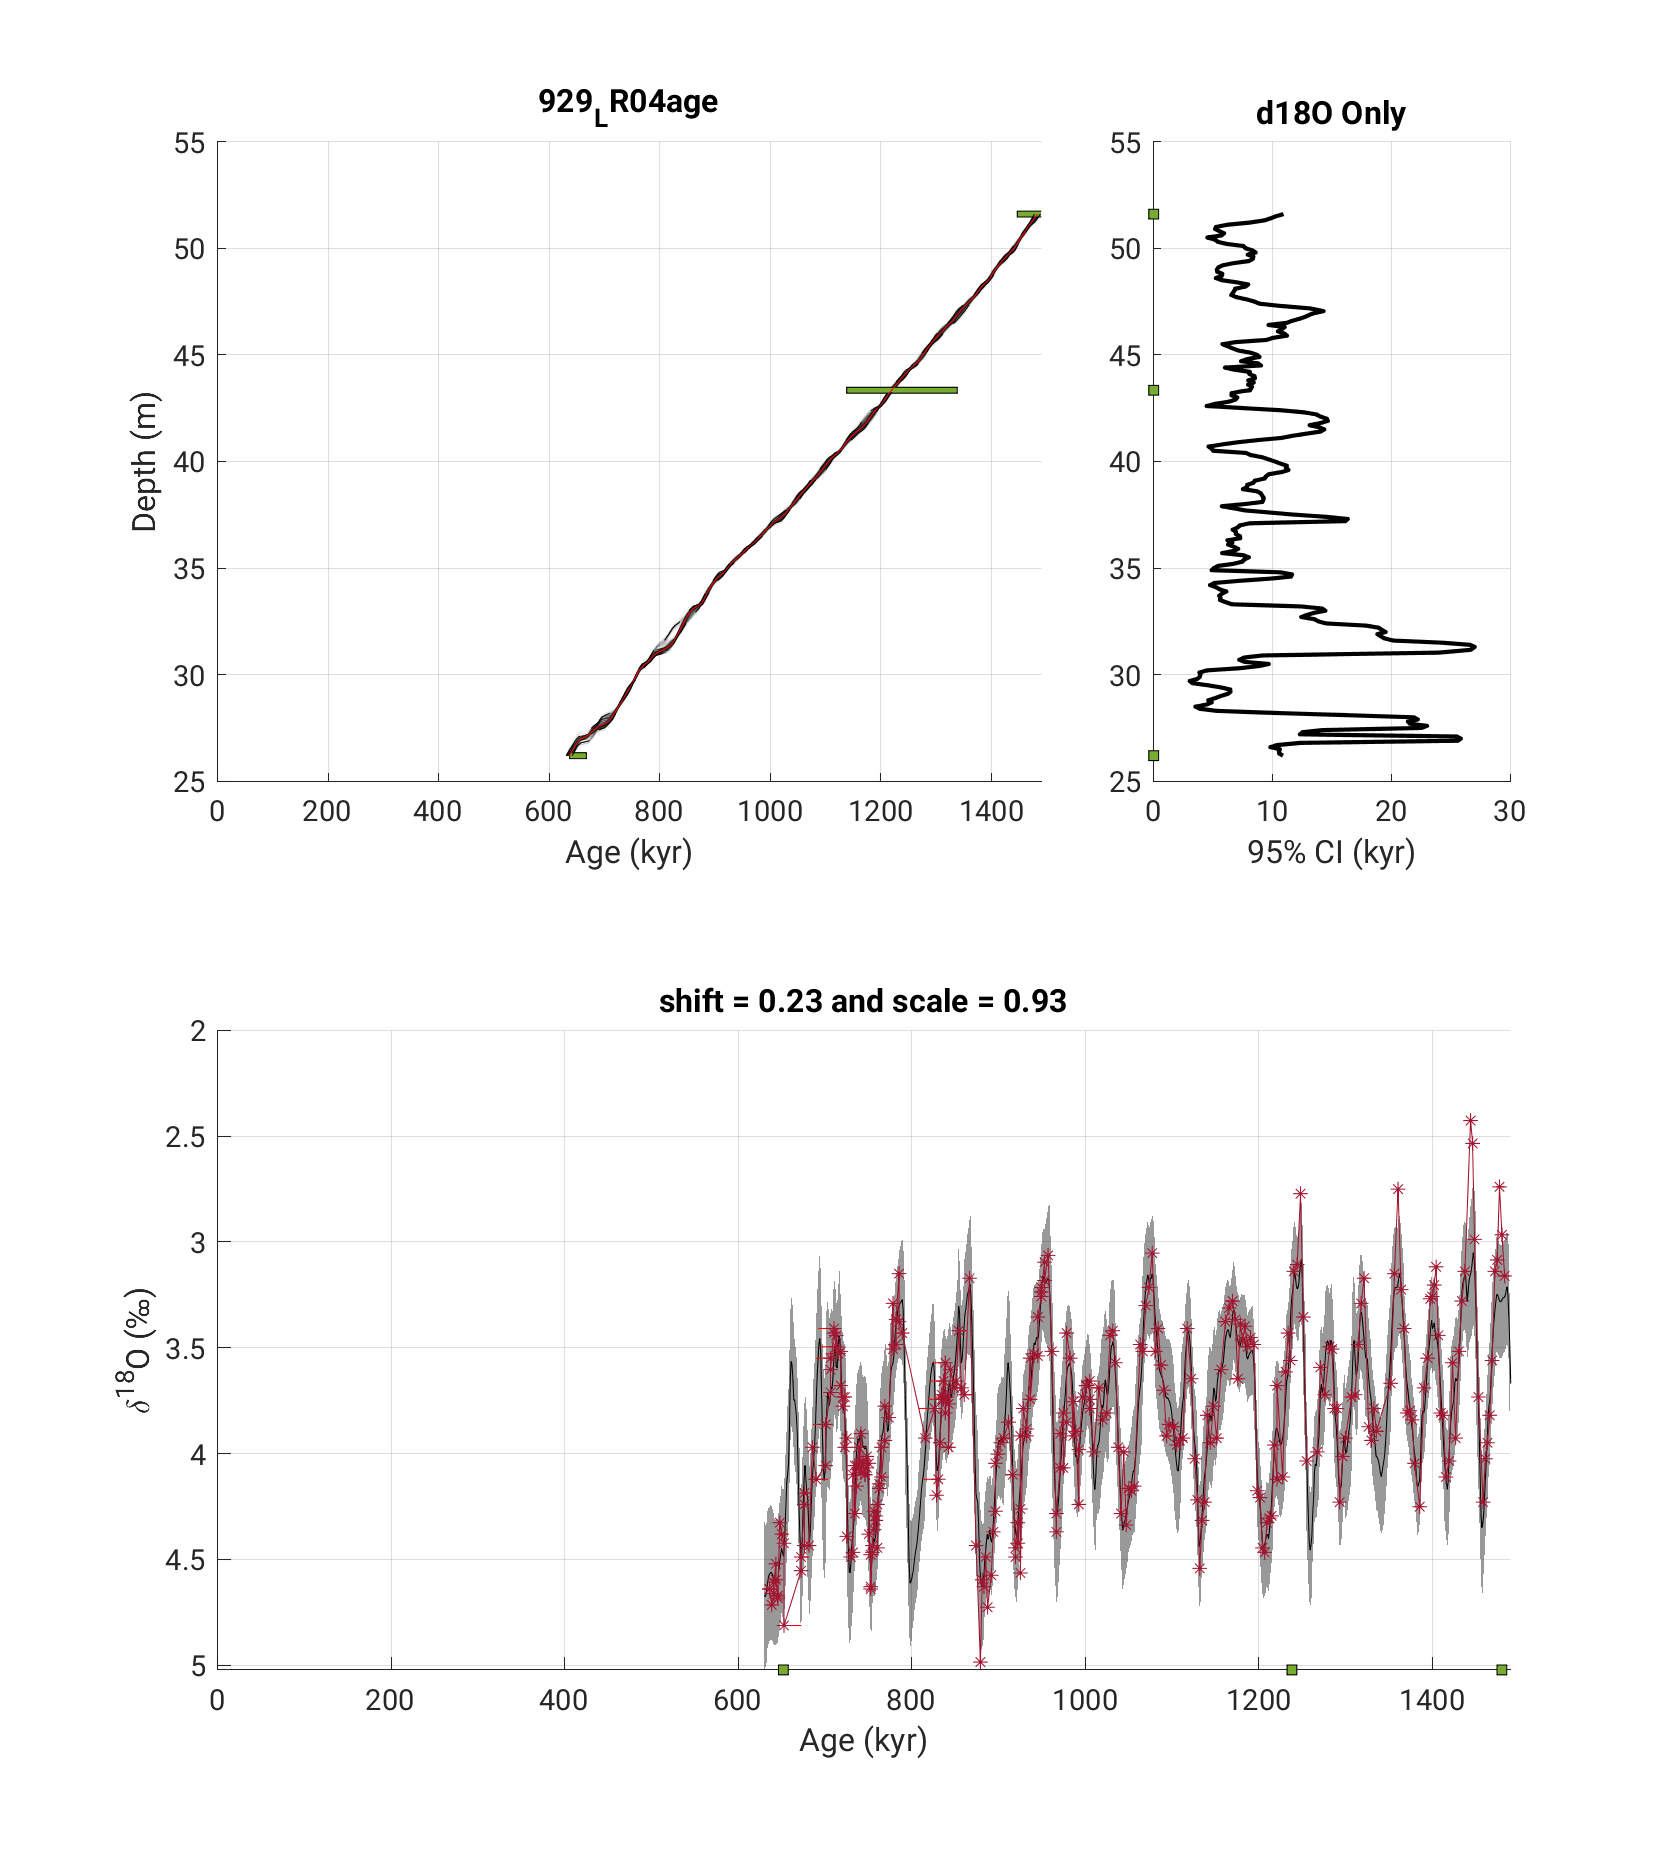 929LR04age
d18O Only
55
50
45
40
35
30
25
Depth (m)
0 200 400 600 800 1000 1200 1400
Age (kyr)
55
50
45
40
35
30
25
0 10 20 30
95% CI (kyr)
shift = 0.23 and scale = 0.93
2
2.5
3
3.5
4
4.5
5
δ18O (‰)
0 200 400 600 800 1000 1200 1400
Age (kyr)